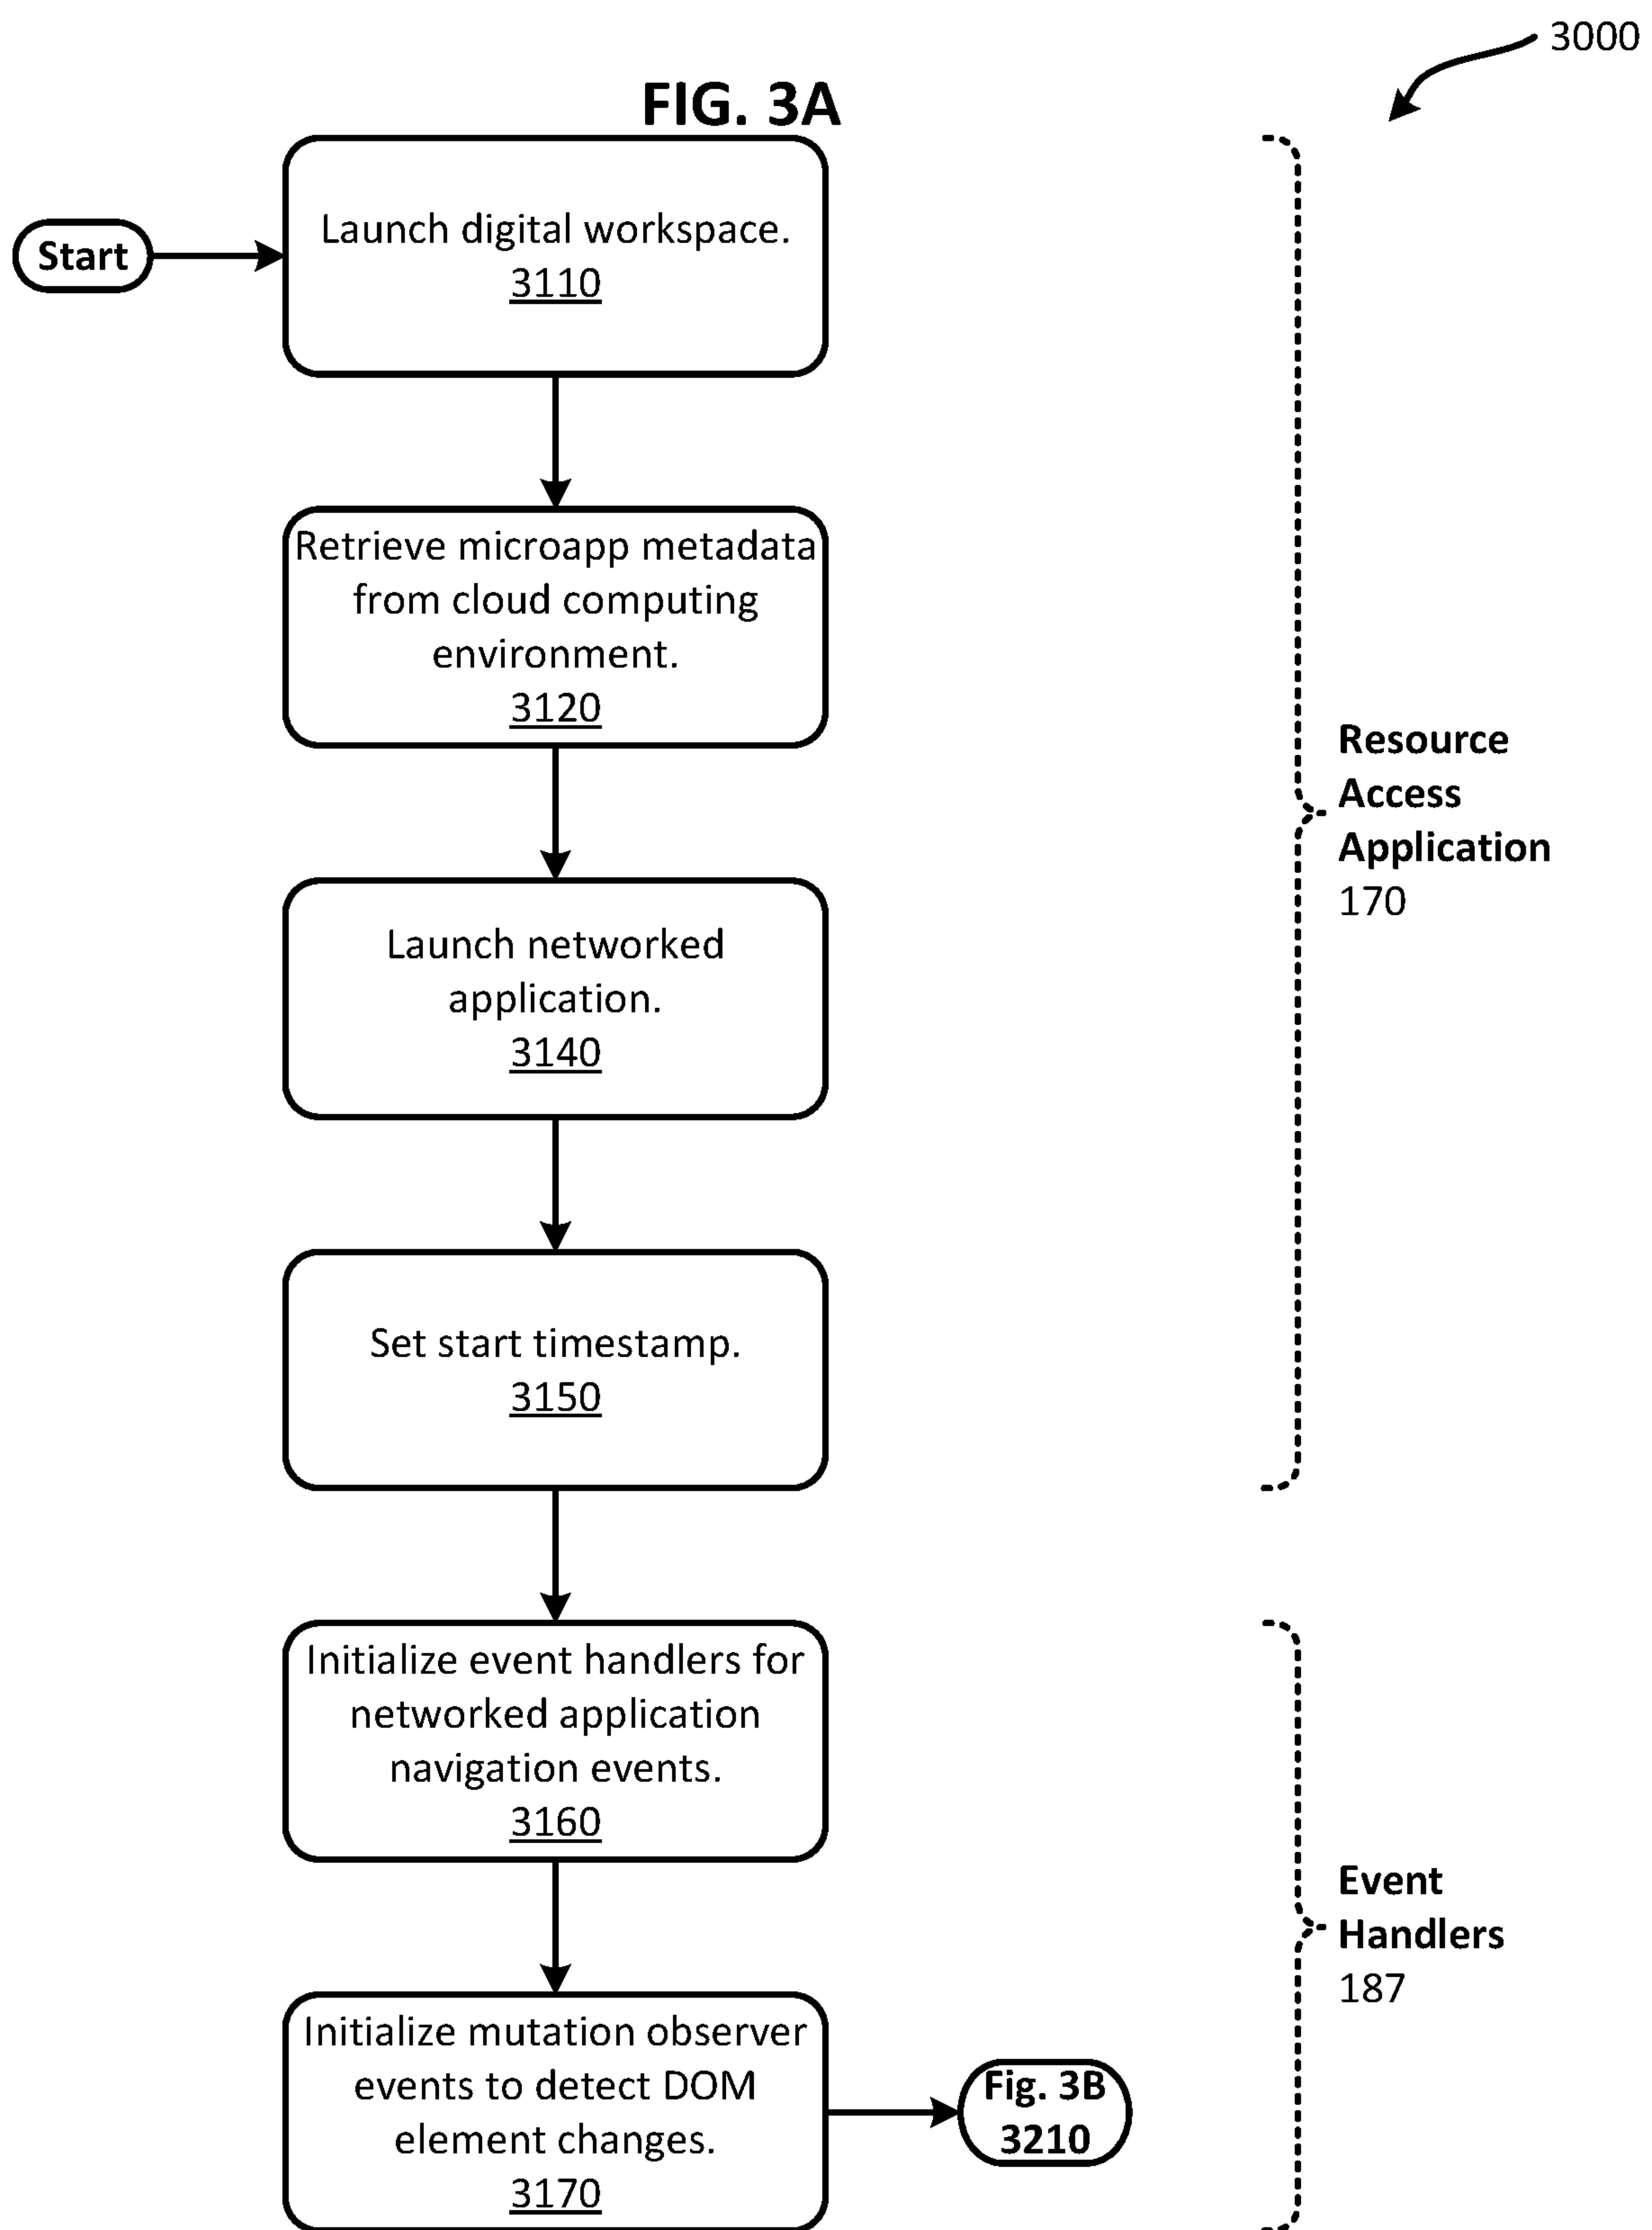 3000
FIG. 3A
Start
Launch digital workspace.
3110
Retrieve microapp metadata
from cloud computing
environment.
3120
Launch networked
application.
3140
Set start timestamp.
3150
Resource
Access
Application
170
Initialize event handlers for
networked application
navigation events.
3160
Initialize mutation observer
events to detect DOM
element changes.
3170
Fig. 3B
3210
Event
Handlers
187